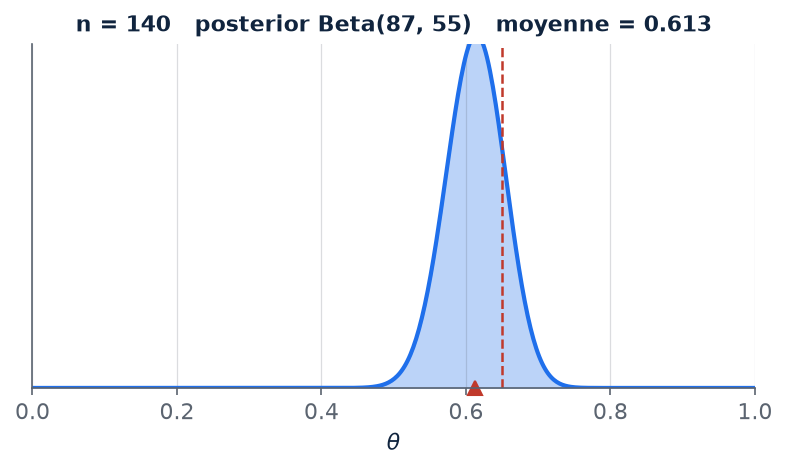 n = 140 posterior Beta(87, 55) moyenne = 0.613
0.0 0.2 0.4 0.6 0.8 1.0
θ